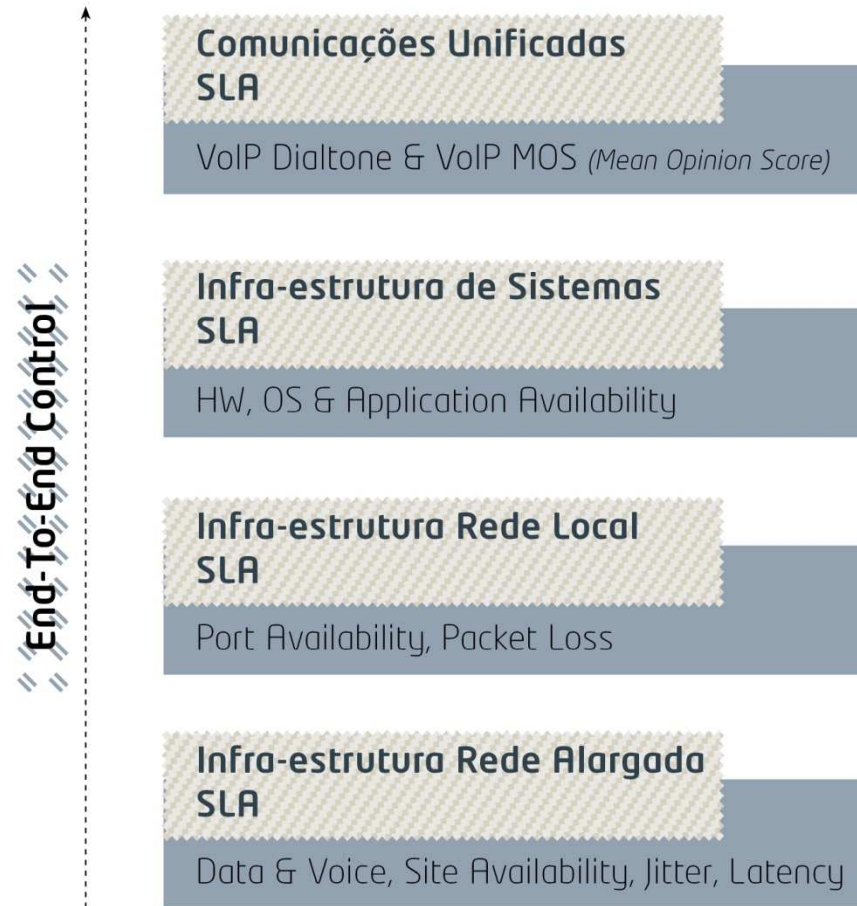 Comunicações Unificadas
SLA
VoIP Dialtone & VoIP MOS (Mean Opinion Score)
Infra-estrutura de Sistemas
SLA
HW, OS & Application Availability
End-To-End Control
Infra-estrutura Rede Local
SLA
Port Availability, Packet Loss
Infra-estrutura Rede Alargada
SLA
Data & Voice, Site Availability, Jitter, Latency